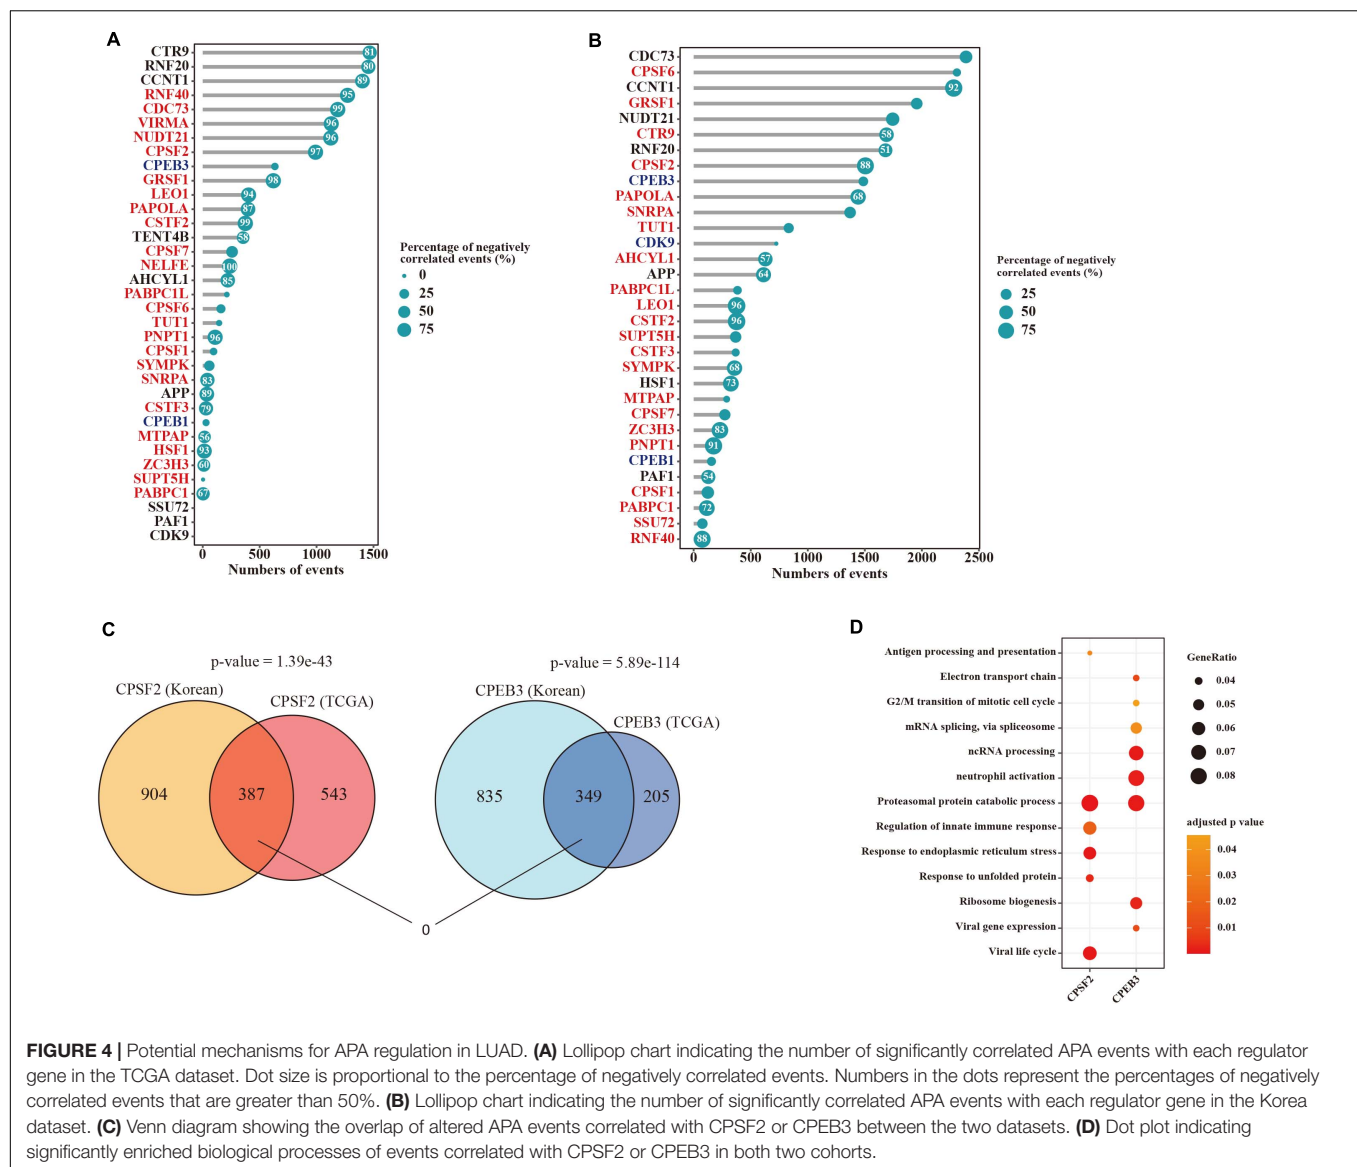 A
CTR9 81
RNF20 80
CCNT1 89
RNF40 95
CDC73 99
VIRMA 96
NUDT21 96
CPSF2 97
CPEB3
GRSF1 98
LEO1 94
PAPOLA 87
CSTF2 99
TENT4B 58
CPSF7
NELFE 100
AHCYL1 85
PABPC1L
CPSF6
TUT1
PNPT1 96
CPSF1
SYMPK
SNRPA 83
APP 89
CSTF3 79
CPEB1
MTPAP 56
HSF1 93
ZC3H3 60
SUPT5H
PABPC1 67
SSU72
PAF1
CDK9
0 500 1000 1500
Numbers of events
Percentage of negatively
correlated events (%)
0
25
50
75
B
CDC73
CPSF6
CCNT1 92
GRSF1
NUDT21
CTR9 58
RNF20 51
CPSF2 88
CPEB3
PAPOLA 68
SNRPA
TUT1
CDK9
AHCYL1 57
APP 64
PABPC1L
LEO1 96
CSTF2 96
SUPT5H
CSTF3
SYMPK 68
HSF1 73
MTPAP
CPSF7
ZC3H3 83
PNPT1 91
CPEB1
PAF1 54
CPSF1
PABPC1 72
SSU72
RNF40 88
0 500 1000 1500 2000 2500
Numbers of events
Percentage of negatively
correlated events (%)
25
50
75
C
p-value = 1.39e-43
CPSF2 (Korean)
CPSF2 (TCGA)
904 387 543
p-value = 5.89e-114
CPEB3 (Korean)
CPEB3 (TCGA)
835 349 205
0
D
Antigen processing and presentation
Electron transport chain
G2/M transition of mitotic cell cycle
mRNA splicing, via spliceosome
ncRNA processing
neutrophil activation
Proteasomal protein catabolic process
Regulation of innate immune response
Response to endoplasmic reticulum stress
Response to unfolded protein
Ribosome biogenesis
Viral gene expression
Viral life cycle
CPSF2 CPEB3
GeneRatio
0.04
0.05
0.06
0.07
0.08
adjusted p value
0.04
0.03
0.02
0.01
FIGURE 4 | Potential mechanisms for APA regulation in LUAD. (A) Lollipop chart indicating the number of significantly correlated APA events with each regulator
gene in the TCGA dataset. Dot size is proportional to the percentage of negatively correlated events. Numbers in the dots represent the percentages of negatively
correlated events that are greater than 50%. (B) Lollipop chart indicating the number of significantly correlated APA events with each regulator gene in the Korea
dataset. (C) Venn diagram showing the overlap of altered APA events correlated with CPSF2 or CPEB3 between the two datasets. (D) Dot plot indicating
significantly enriched biological processes of events correlated with CPSF2 or CPEB3 in both two cohorts.